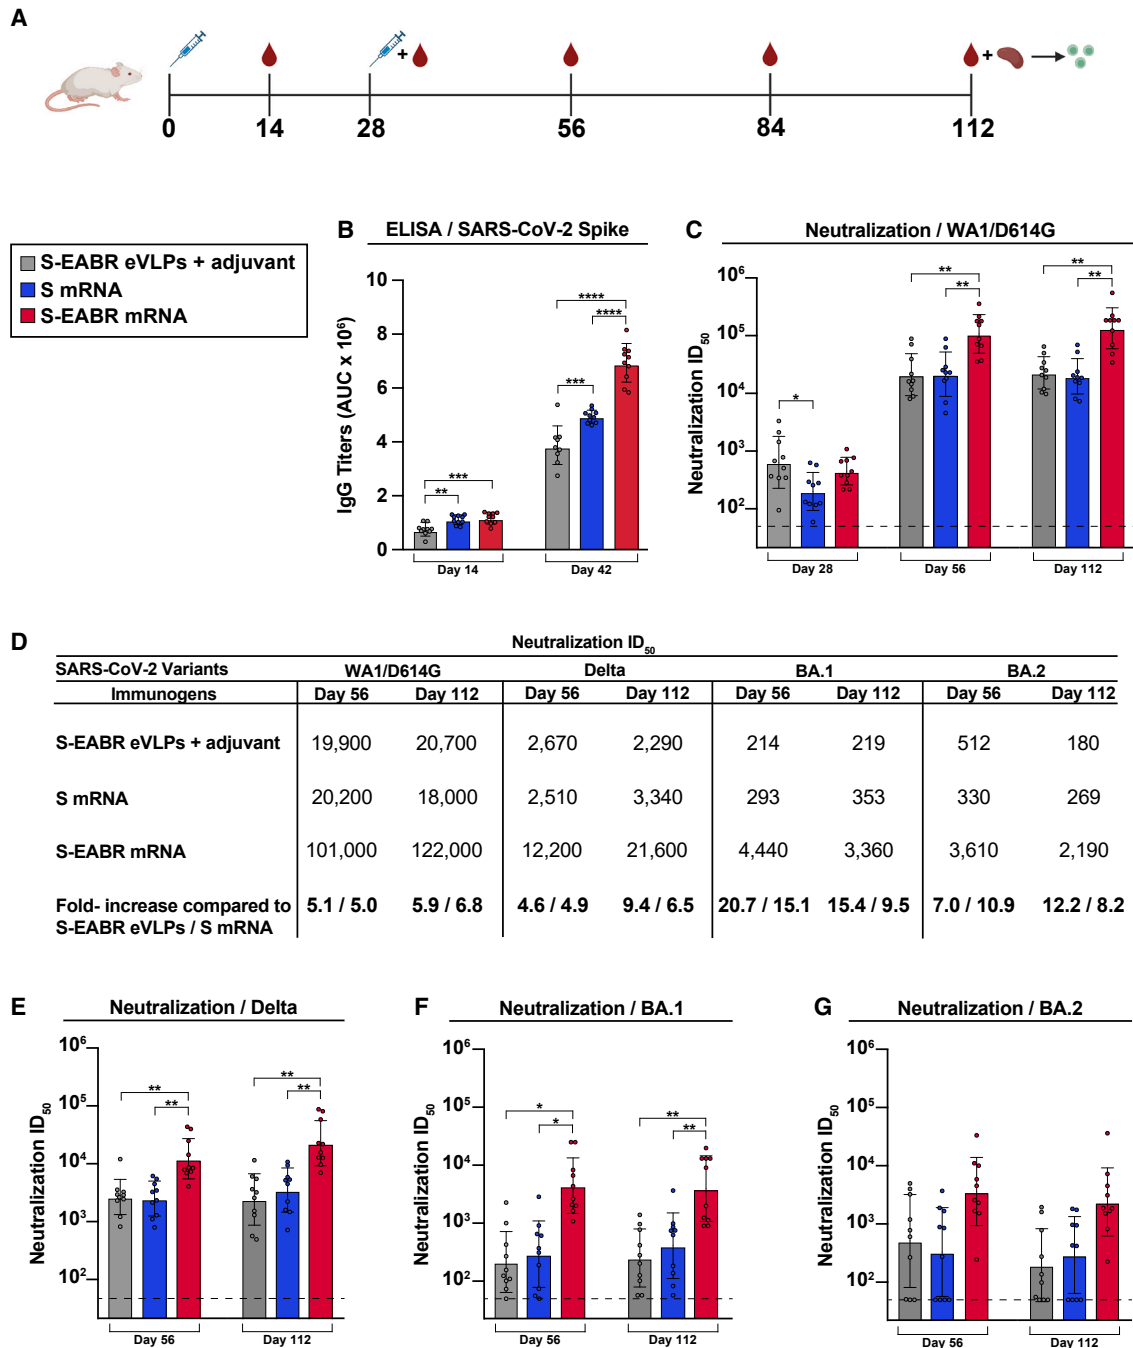 A
+
+
0 14 28 56 84 112
S-EABR eVLPs + adjuvant
S mRNA
S-EABR mRNA
B ELISA / SARS-CoV-2 Spike
IgG Titers (AUC x 10⁶)
10
8
6
4
2
0
****
****
***
***
**
Day 14 Day 42
C Neutralization / WA1/D614G
Neutralization ID₅₀
10⁶
10⁵
10⁴
10³
10²
** **
** **
*
Day 28 Day 56 Day 112
D Neutralization ID₅₀
SARS-CoV-2 Variants WA1/D614G Delta BA.1 BA.2
Immunogens Day 56 Day 112 Day 56 Day 112 Day 56 Day 112 Day 56 Day 112
S-EABR eVLPs + adjuvant 19,900 20,700 2,670 2,290 214 219 512 180
S mRNA 20,200 18,000 2,510 3,340 293 353 330 269
S-EABR mRNA 101,000 122,000 12,200 21,600 4,440 3,360 3,610 2,190
Fold- increase compared to 5.1 / 5.0 5.9 / 6.8 4.6 / 4.9 9.4 / 6.5 20.7 / 15.1 15.4 / 9.5 7.0 / 10.9 12.2 / 8.2
S-EABR eVLPs / S mRNA
E Neutralization / Delta
Neutralization ID₅₀
10⁶
10⁵
10⁴
10³
10²
** **
** **
Day 56 Day 112
F Neutralization / BA.1
Neutralization ID₅₀
10⁶
10⁵
10⁴
10³
10²
* **
* **
Day 56 Day 112
G Neutralization / BA.2
Neutralization ID₅₀
10⁶
10⁵
10⁴
10³
10²
Day 56 Day 112